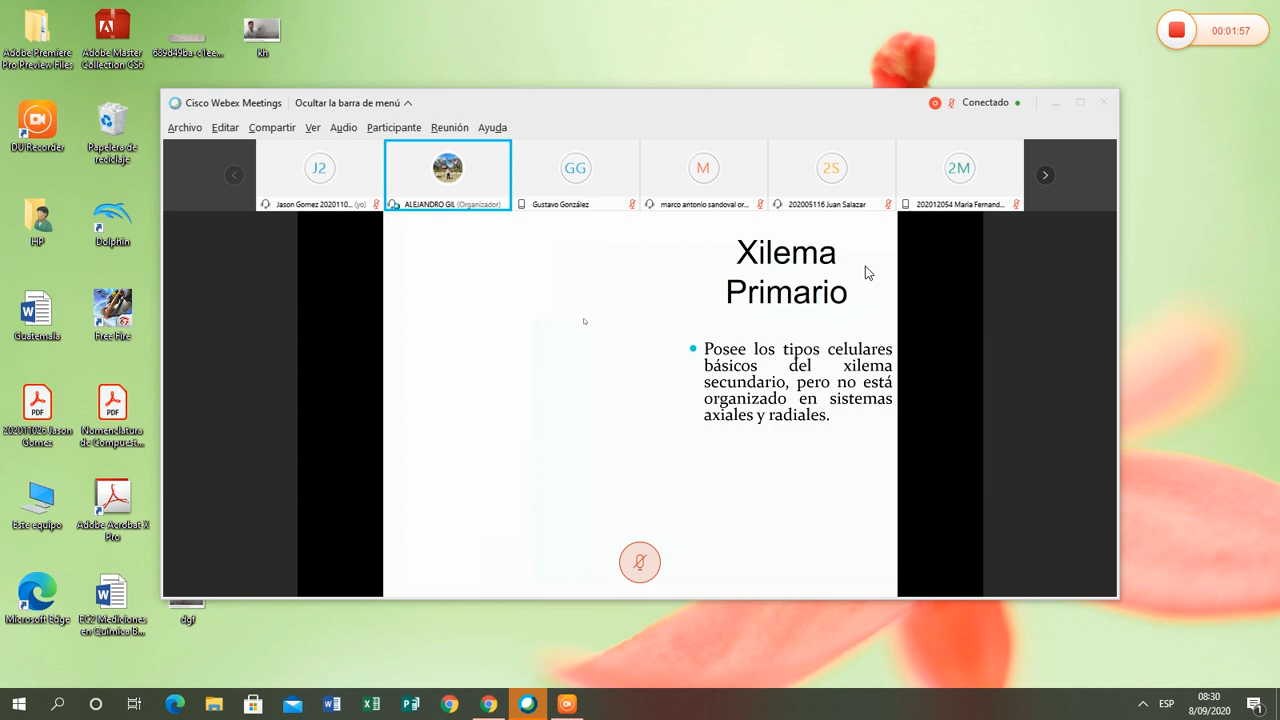 Adobe Premiere
Pro Preview Files
Adobe Master
Collection CS6
kh
00:01:57
DU Recorder
Papelera de
reciclaje
HP
Dolphin
Guatemala
Free Fire
PDF
202011026 Jason
Gomez
PDF
Nomenclatura
de Compuest...
Este equipo
Adobe Acrobat X
Pro
Microsoft Edge
EC2 Mediciones
en Química B...
dgf
Cisco Webex Meetings
Ocultar la barra de menú
Conectado
Archivo Editar Compartir Ver Audio Participante Reunión Ayuda
J2 GG M 2S 2M
Jason Gomez 2020110... (yo)
ALEJANDRO GIL (Organizador)
Gustavo González
marco antonio sandoval or...
202005116 Juan Salazar
202012054 Maria Fernand...
Xilema
Primario
Posee los tipos celulares
básicos del xilema
secundario, pero no está
organizado en sistemas
axiales y radiales.
ESP
08:30
8/09/2020
1